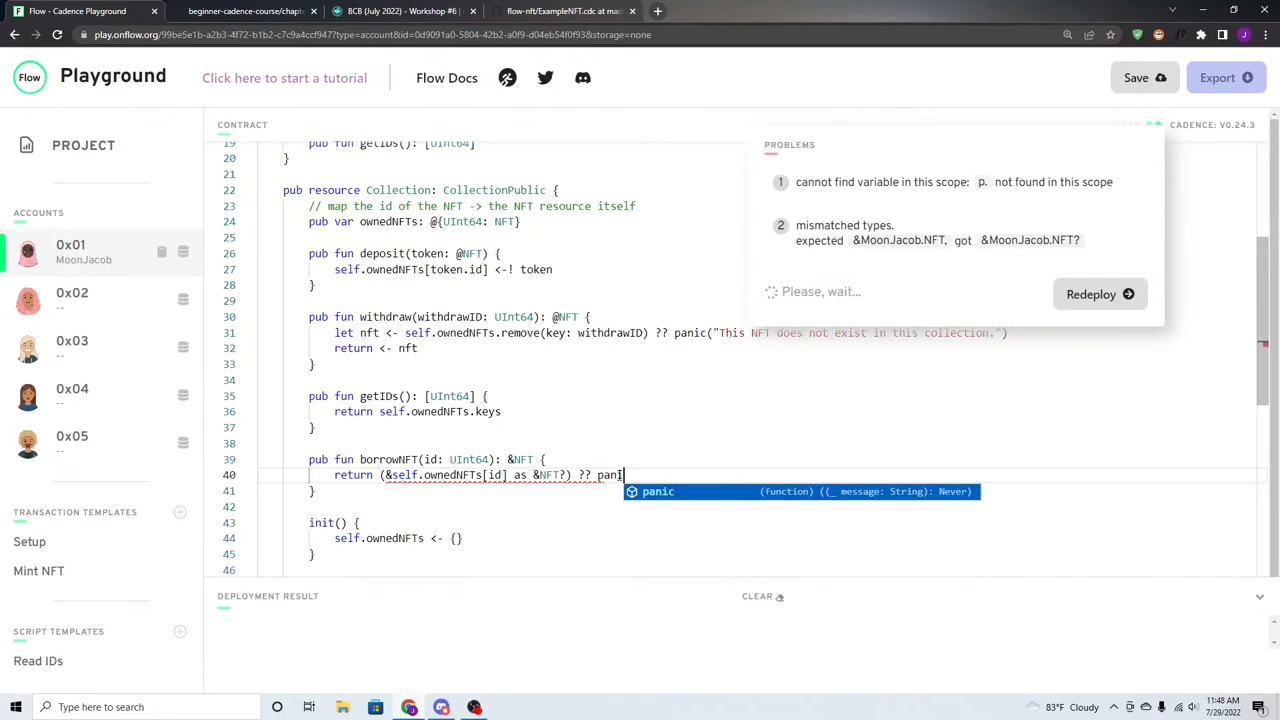 Flow - Cadence Playground
beginner-cadence-course/chapte
BCB (July 2022) - Workshop #6 |
flow-nft/ExampleNFT.cdc at mast
play.onflow.org/99be5e1b-a2b3-4f72-b1b2-c7c9a4ccf947?type=account&id=0d9091a0-5804-42b2-a0f9-d04eb54f0f93&storage=none
Flow
Playground
Click here to start a tutorial
Flow Docs
Save
Export
PROJECT
ACCOUNTS
0x01
MoonJacob
0x02
--
0x03
--
0x04
--
0x05
--
TRANSACTION TEMPLATES
Setup
Mint NFT
SCRIPT TEMPLATES
Read IDs
CONTRACT
CADENCE: V0.24.3
19 pub fun getIDs(): [UInt64]
20 }
21
22 pub resource Collection: CollectionPublic {
23 // map the id of the NFT -> the NFT resource itself
24 pub var ownedNFTs: @{UInt64: NFT}
25
26 pub fun deposit(token: @NFT) {
27 self.ownedNFTs[token.id] <-! token
28 }
29
30 pub fun withdraw(withdrawID: UInt64): @NFT {
31 let nft <- self.ownedNFTs.remove(key: withdrawID) ?? panic("This NFT does not exist in this collection.")
32 return <- nft
33 }
34
35 pub fun getIDs(): [UInt64] {
36 return self.ownedNFTs.keys
37 }
38
39 pub fun borrowNFT(id: UInt64): &NFT {
40 return (&self.ownedNFTs[id] as &NFT?) ?? pani
41 }
42
43 init() {
44 self.ownedNFTs <- {}
45 }
46
panic (function) ((_ message: String): Never)
PROBLEMS
1 cannot find variable in this scope: p. not found in this scope
2 mismatched types.
expected &MoonJacob.NFT, got &MoonJacob.NFT?
Please, wait...
Redeploy
DEPLOYMENT RESULT
CLEAR
Type here to search
83°F Cloudy
11:48 AM
7/29/2022